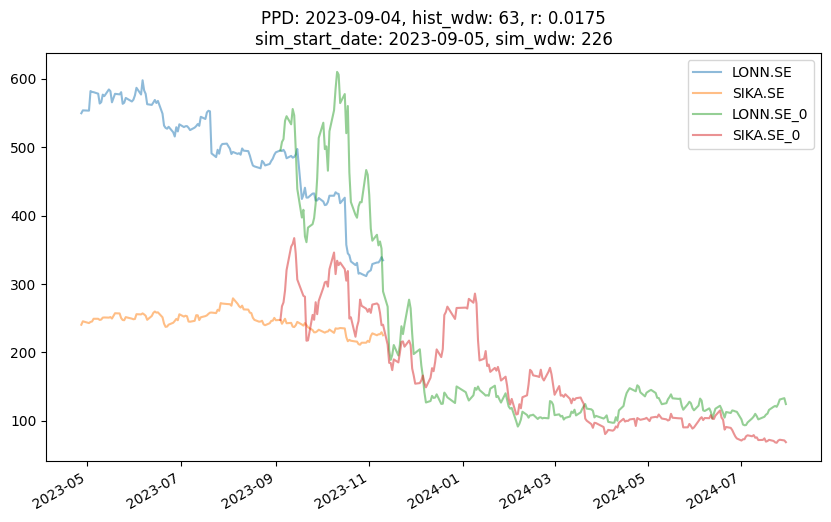 PPD: 2023-09-04, hist_wdw: 63, r: 0.0175
sim_start_date: 2023-09-05, sim_wdw: 226
LONN.SE
SIKA.SE
LONN.SE_0
SIKA.SE_0
600
500
400
300
200
100
2023-05
2023-07
2023-09
2023-11
2024-01
2024-03
2024-05
2024-07